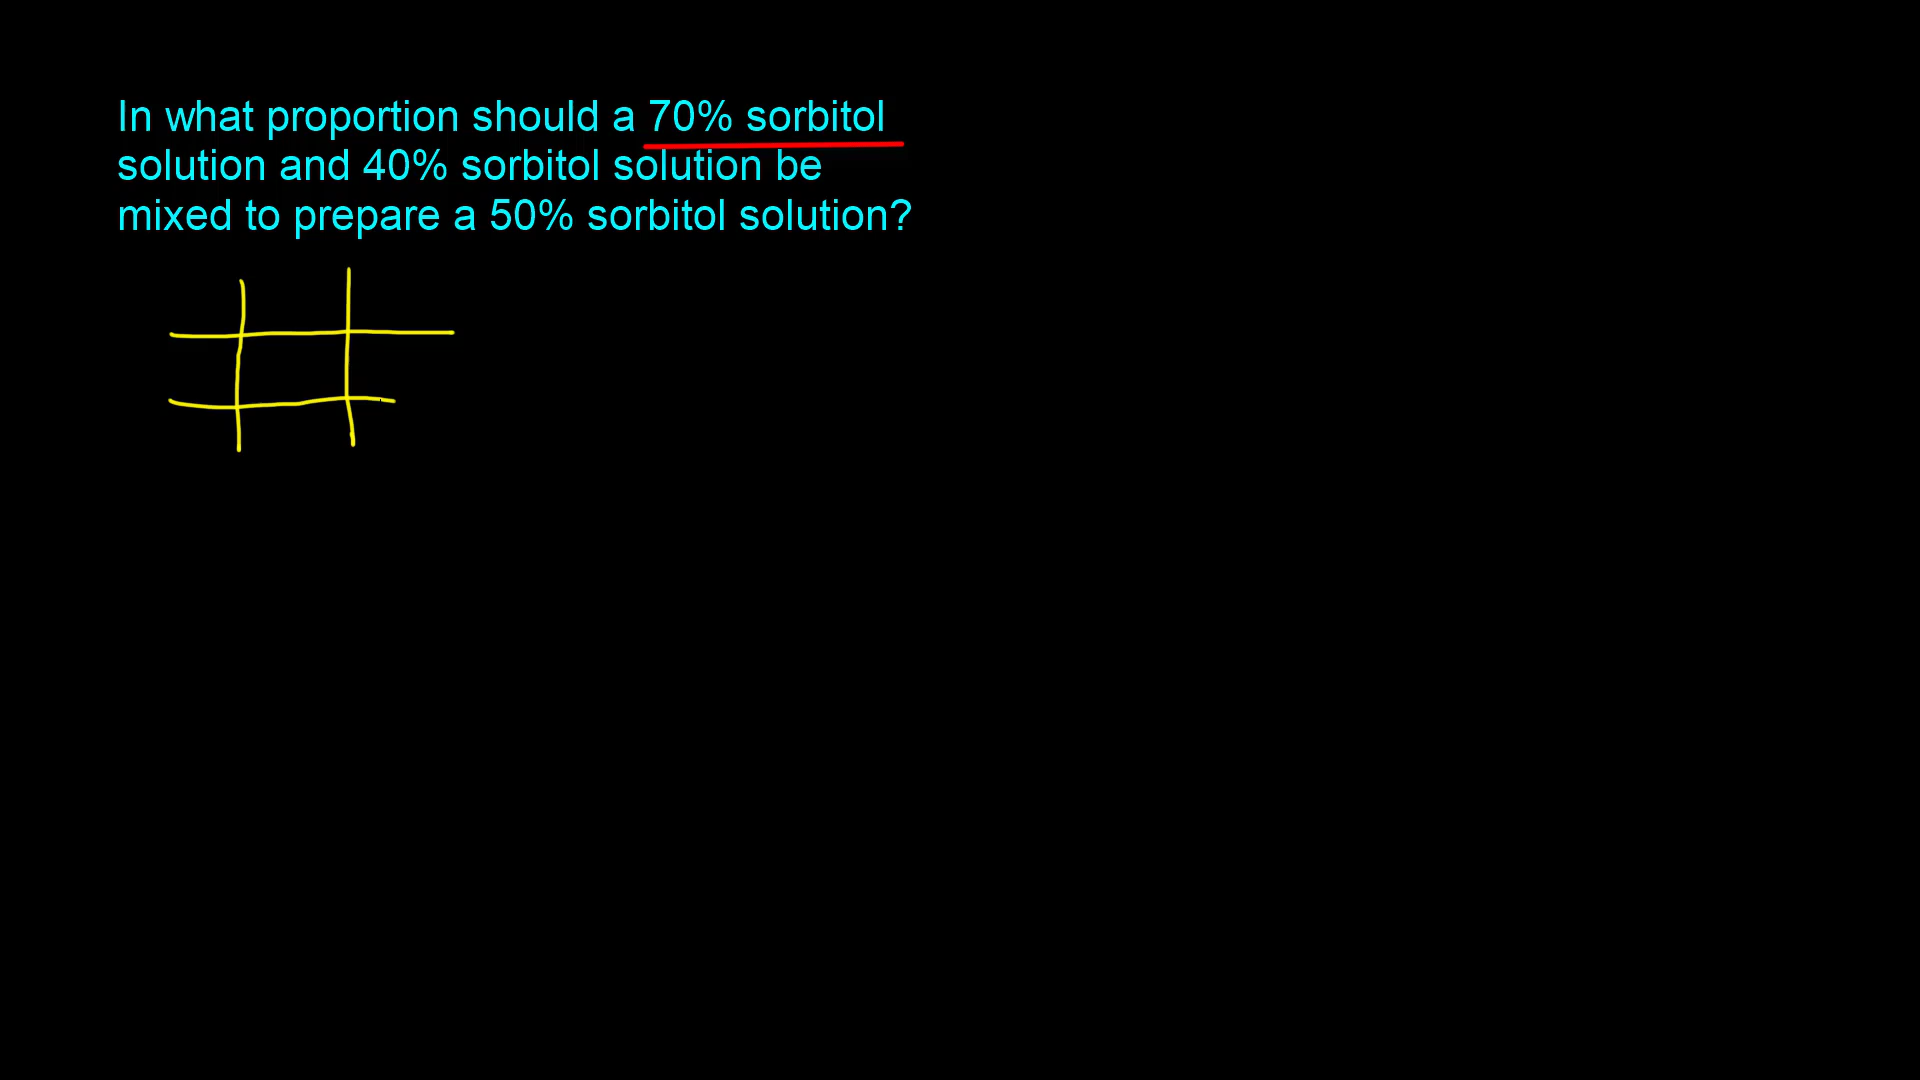 In what proportion should a 70% sorbitol
solution and 40% sorbitol solution be
mixed to prepare a 50% sorbitol solution?